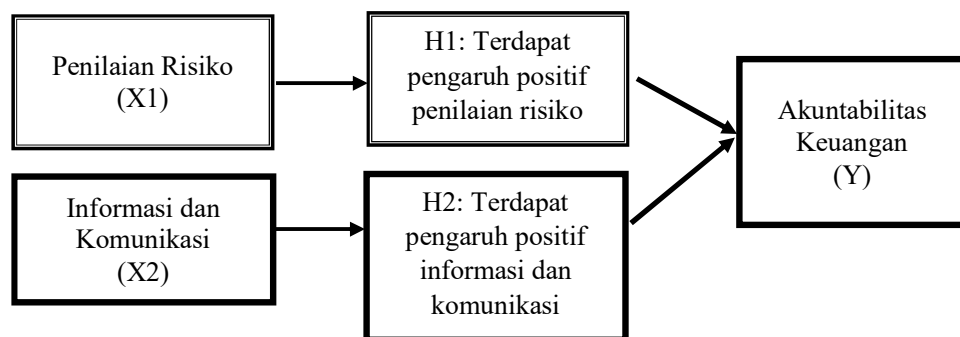 Penilaian Risiko
(X1)
H1: Terdapat
pengaruh positif
penilaian risiko
Akuntabilitas
Keuangan
(Y)
Informasi dan
Komunikasi
(X2)
H2: Terdapat
pengaruh positif
informasi dan
komunikasi